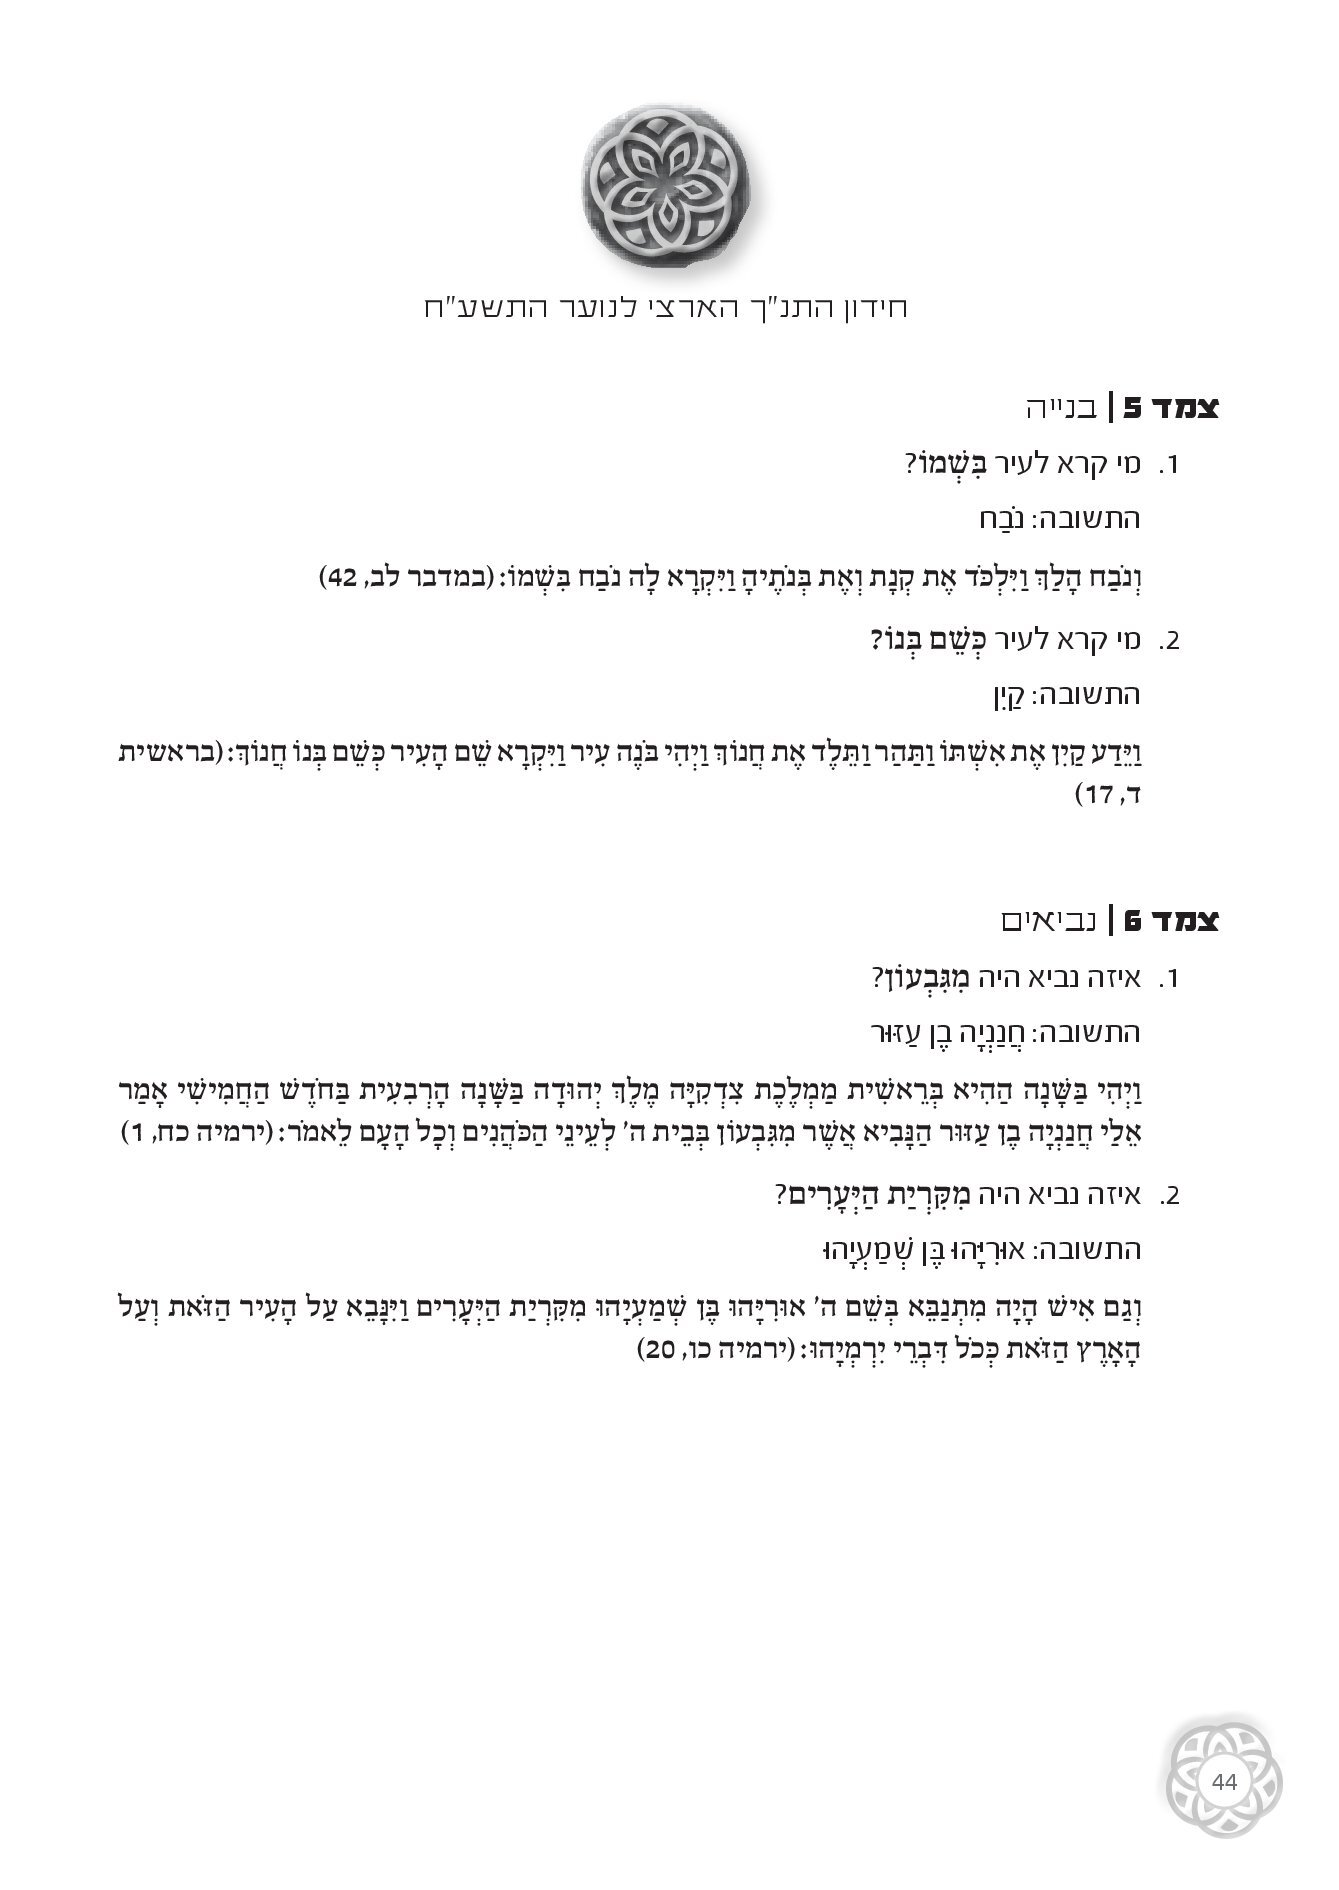 חידון התנ"ך הארצי לנוער התשע"ח
צמד 5 | בנייה
1. מי קרא לעיר בִּשְׁמוֹ?
התשובה: נֹבַח
וְנֹבַח הָלַךְ וַיִּלְכֹּד אֶת קְנָת וְאֶת בְּנֹתֶיהָ וַיִּקְרָא לָה נֹבַח בִּשְׁמוֹ: (במדבר לב, 42)
2. מי קרא לעיר כְּשֵׁם בְּנוֹ?
התשובה: קַיִן
וַיֵּדַע קַיִן אֶת אִשְׁתּוֹ וַתַּהַר וַתֵּלֶד אֶת חֲנוֹךְ וַיְהִי בֹּנֶה עִיר וַיִּקְרָא שֵׁם הָעִיר כְּשֵׁם בְּנוֹ חֲנוֹךְ: (בראשית
ד, 17)
צמד 6 | נביאים
1. איזה נביא היה מִגִּבְעוֹן?
התשובה: חֲנַנְיָה בֶן עַזּוּר
וַיְהִי בַּשָּׁנָה הַהִיא בְּרֵאשִׁית מַמְלֶכֶת צִדְקִיָּה מֶלֶךְ יְהוּדָה בַּשָּׁנָה הָרְבִעִית בַּחֹדֶשׁ הַחֲמִישִׁי אָמַר
אֵלַי חֲנַנְיָה בֶן עַזּוּר הַנָּבִיא אֲשֶׁר מִגִּבְעוֹן בְּבֵית ה' לְעֵינֵי הַכֹּהֲנִים וְכָל הָעָם לֵאמֹר: (ירמיה כח, 1)
2. איזה נביא היה מִקִּרְיַת הַיְּעָרִים?
התשובה: אוּרִיָּהוּ בֶּן שְׁמַעְיָהוּ
וְגַם אִישׁ הָיָה מִתְנַבֵּא בְּשֵׁם ה' אוּרִיָּהוּ בֶּן שְׁמַעְיָהוּ מִקִּרְיַת הַיְּעָרִים וַיִּנָּבֵא עַל הָעִיר הַזֹּאת וְעַל
הָאָרֶץ הַזֹּאת כְּכֹל דִּבְרֵי יִרְמְיָהוּ: (ירמיה כו, 20)
44